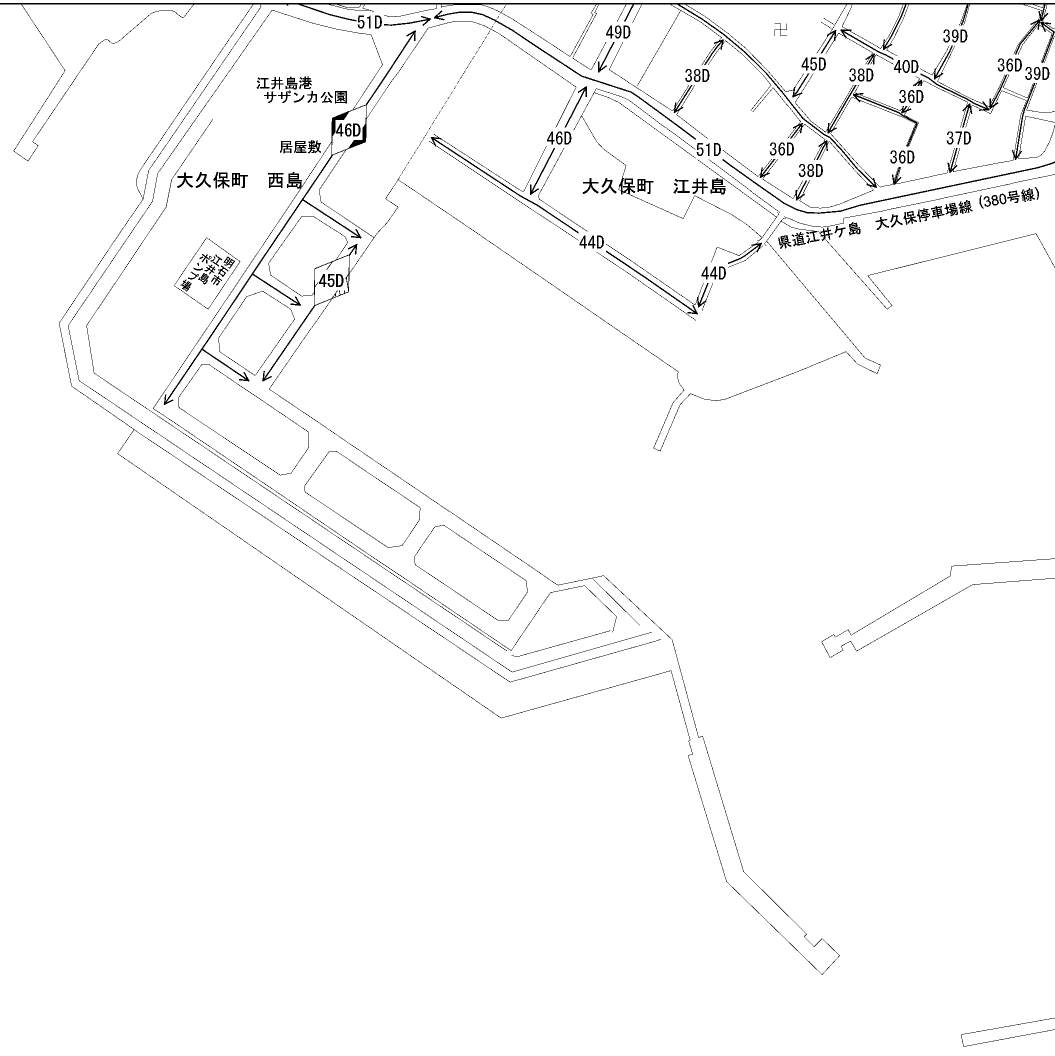 51D
49D
39D
45D
40D
36D
39D
38D
38D
36D
江井島港
サザンカ公園
46D
居屋敷
46D
51D
36D
38D
36D
37D
大久保町　西島
大久保町　江井島
県道江井ケ島　大久保停車場線 (380号線)
44D
44D
45D
明石市
江井島
ポンプ場